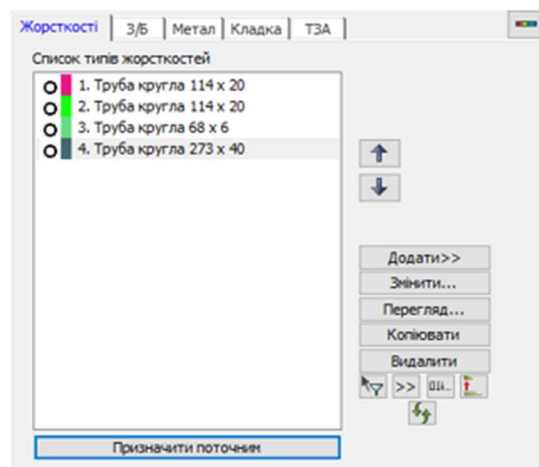 Жорсткості З/Б Метал Кладка ТЗА
Список типів жорсткостей
1. Труба кругла 114 x 20
2. Труба кругла 114 x 20
3. Труба кругла 68 x 6
4. Труба кругла 273 x 40
Додати>>
Змінити...
Перегляд...
Копіювати
Видалити
>>
Призначити поточним